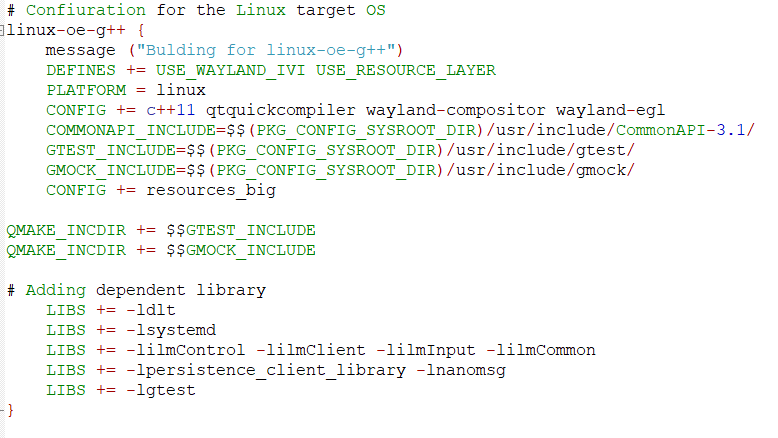 # Confiuration for the Linux target OS
linux-oe-g++ {
    message ("Bulding for linux-oe-g++")
    DEFINES += USE_WAYLAND_IVI USE_RESOURCE_LAYER
    PLATFORM = linux
    CONFIG += c++11 qtquickcompiler wayland-compositor wayland-egl
    COMMONAPI_INCLUDE=$$(PKG_CONFIG_SYSROOT_DIR)/usr/include/CommonAPI-3.1/
    GTEST_INCLUDE=$$(PKG_CONFIG_SYSROOT_DIR)/usr/include/gtest/
    GMOCK_INCLUDE=$$(PKG_CONFIG_SYSROOT_DIR)/usr/include/gmock/
    CONFIG += resources_big

QMAKE_INCDIR += $$GTEST_INCLUDE
QMAKE_INCDIR += $$GMOCK_INCLUDE

# Adding dependent library
    LIBS += -ldlt
    LIBS += -lsystemd
    LIBS += -lilmControl -lilmClient -lilmInput -lilmCommon
    LIBS += -lpersistence_client_library -lnanomsg
    LIBS += -lgtest
}